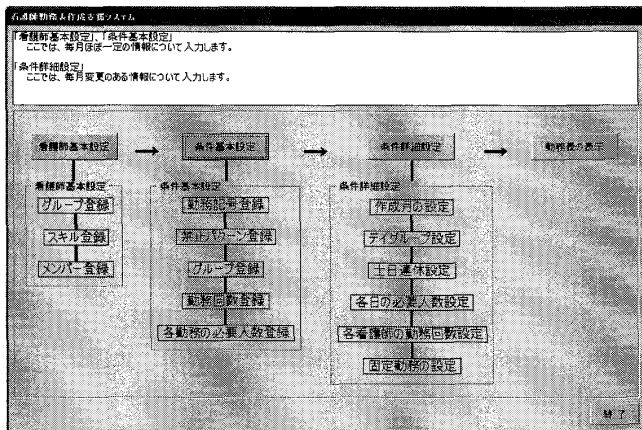 看護師勤務表作成支援システム
「看護師基本設定」、「条件基本設定」
ここでは、毎月ほぼ一定の情報について入力します。
「条件詳細設定」
ここでは、毎月変更のある情報について入力します。
看護師基本設定
条件基本設定
条件詳細設定
勤務表の表示
看護師基本設定
グループ登録
スキル登録
メンバー登録
条件基本設定
勤務記号登録
禁止パターン登録
グループ登録
勤務回数登録
各勤務の必要人数登録
条件詳細設定
作成月の設定
デイグループ設定
土日連休設定
各日の必要人数設定
各看護師の勤務回数設定
固定勤務の設定
終了